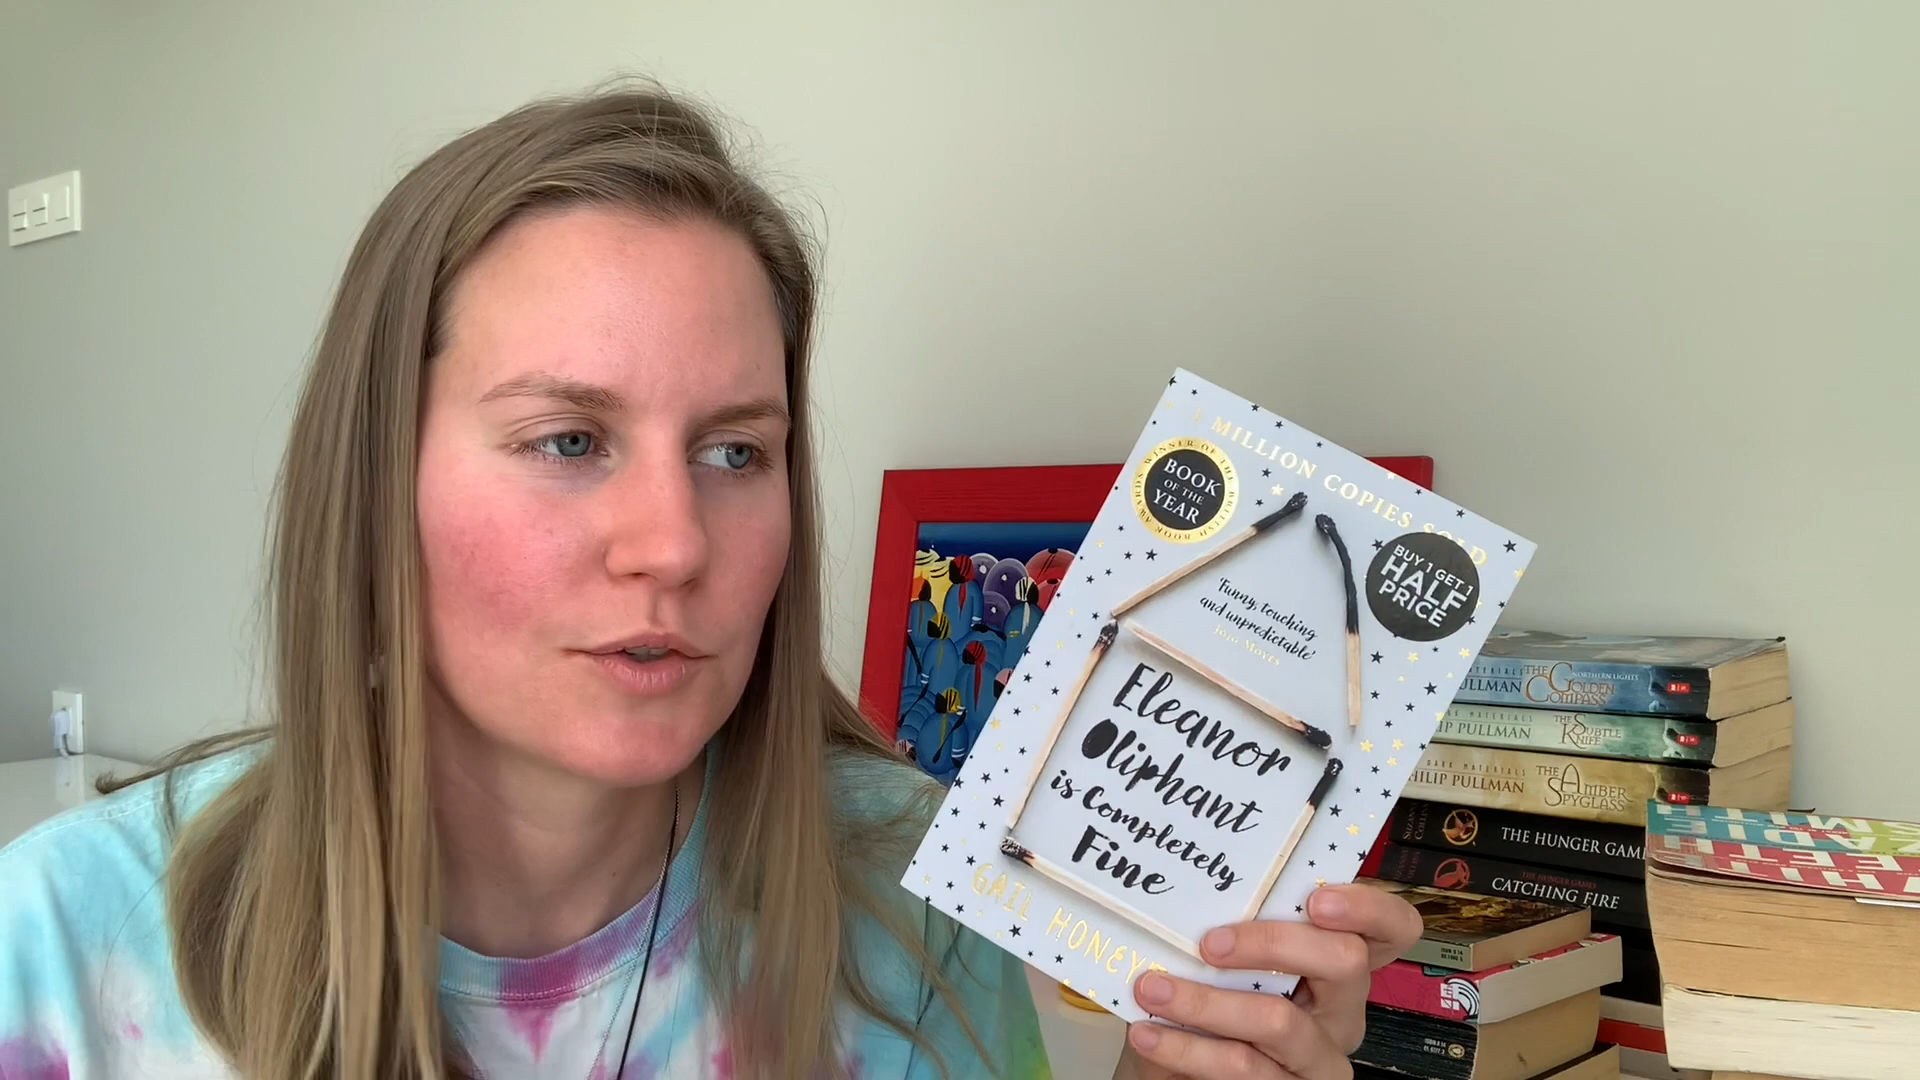 1 MILLION COPIES SOLD
WINNER OF THE BRITISH BOOK AWARDS
BOOK
OF THE
YEAR
BUY 1 GET 1
HALF
PRICE
'Funny, touching
and unpredictable'
Jojo Moyes
Eleanor
Oliphant
is Completely
Fine
GAIL HONEY
NORTHERN LIGHTS
THE GOLDEN
COMPASS
THE SUBTLE
KNIFE
DARK MATERIALS
PHILIP PULLMAN
THE AMBER
SPYGLASS
THE HUNGER GAM
THE HUNGER GAMES
CATCHING FIRE